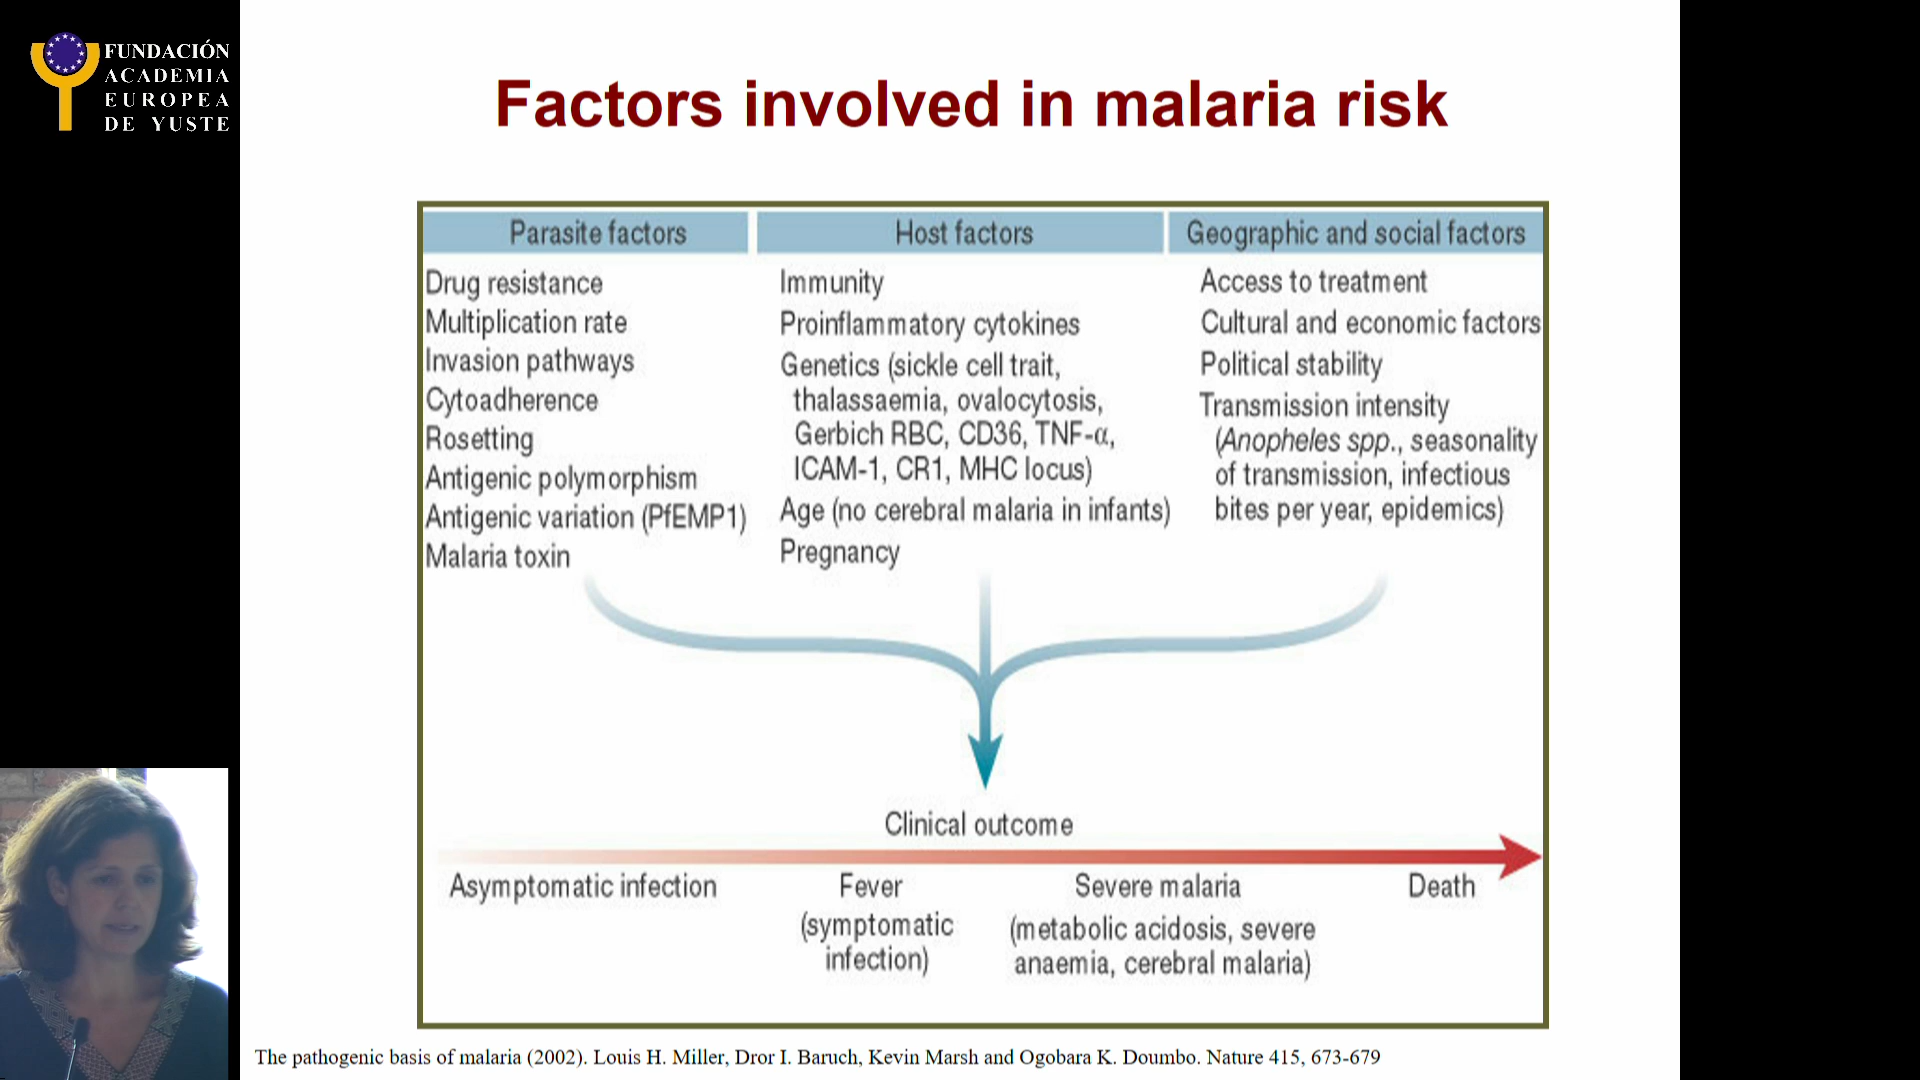 FUNDACIÓN
ACADEMIA
EUROPEA
DE YUSTE
Factors involved in malaria risk
Parasite factors
Drug resistance
Multiplication rate
Invasion pathways
Cytoadherence
Rosetting
Antigenic polymorphism
Antigenic variation (PfEMP1)
Malaria toxin
Host factors
Immunity
Proinflammatory cytokines
Genetics (sickle cell trait,
thalassaemia, ovalocytosis,
Gerbich RBC, CD36, TNF-α,
ICAM-1, CR1, MHC locus)
Age (no cerebral malaria in infants)
Pregnancy
Geographic and social factors
Access to treatment
Cultural and economic factors
Political stability
Transmission intensity
(Anopheles spp., seasonality
of transmission, infectious
bites per year, epidemics)
Clinical outcome
Asymptomatic infection
Fever
(symptomatic
infection)
Severe malaria
(metabolic acidosis, severe
anaemia, cerebral malaria)
Death
The pathogenic basis of malaria (2002). Louis H. Miller, Dror I. Baruch, Kevin Marsh and Ogobara K. Doumbo. Nature 415, 673-679